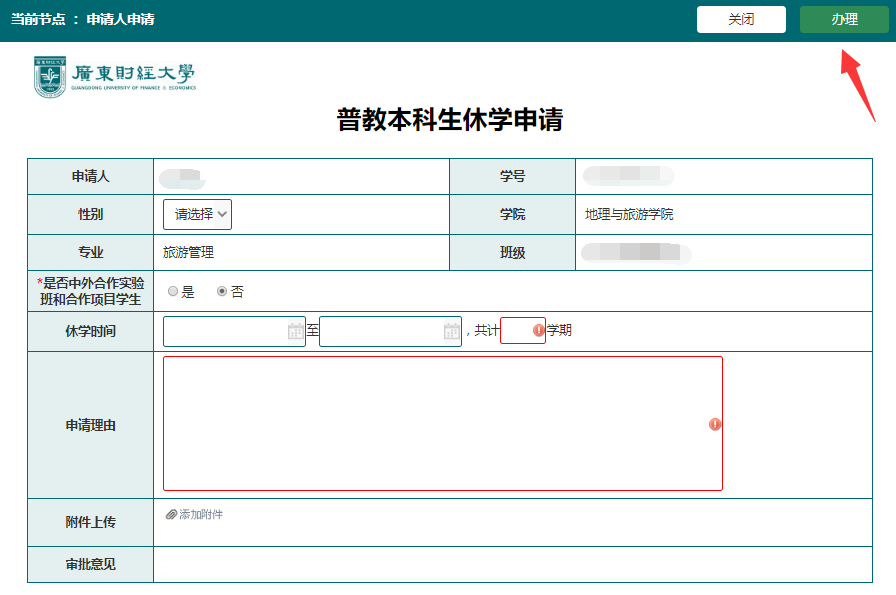 当前节点 ： 申请人申请
关闭
办理
廣東財經大學
GUANGDONG UNIVERSITY OF FINANCE & ECONOMICS
普教本科生休学申请
申请人
学号
性别
请选择
学院
地理与旅游学院
专业
旅游管理
班级
*是否中外合作实验
班和合作项目学生
是
否
休学时间
至
，共计
学期
申请理由
附件上传
添加附件
审批意见